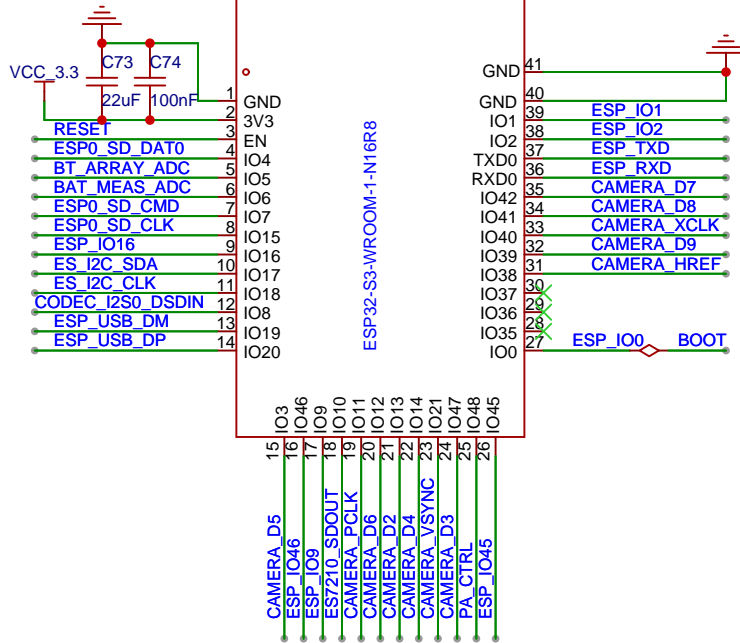 VCC_3.3
C73
C74
22uF
100nF
RESET
ESP0_SD_DAT0
BT_ARRAY_ADC
BAT_MEAS_ADC
ESP0_SD_CMD
ESP0_SD_CLK
ESP_IO16
ES_I2C_SDA
ES_I2C_CLK
CODEC_I2S0_DSDIN
ESP_USB_DM
ESP_USB_DP
1 GND
2 3V3
3 EN
4 IO4
5 IO5
6 IO6
7 IO7
8 IO15
9 IO16
10 IO17
11 IO18
12 IO8
13 IO19
14 IO20
ESP32-S3-WROOM-1-N16R8
GND 41
GND 40
IO1 39 ESP_IO1
IO2 38 ESP_IO2
TXD0 37 ESP_TXD
RXD0 36 ESP_RXD
IO42 35 CAMERA_D7
IO41 34 CAMERA_D8
IO40 33 CAMERA_XCLK
IO39 32 CAMERA_D9
IO38 31 CAMERA_HREF
IO37 30
IO36 29
IO35 28
IO0 27 ESP_IO0 BOOT
IO3 15 CAMERA_D5
IO46 16 ESP_IO46
IO9 17 ESP_IO9
IO10 18 ES7210_SDOUT
IO11 19 CAMERA_PCLK
IO12 20 CAMERA_D6
IO13 21 CAMERA_D2
IO14 22 CAMERA_D4
IO21 23 CAMERA_VSYNC
IO47 24 CAMERA_D3
IO48 25 PA_CTRL
IO45 26 ESP_IO45